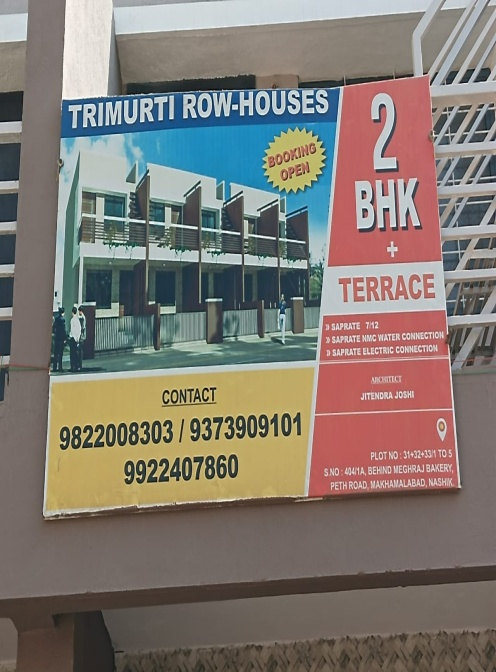 TRIMURTI ROW-HOUSES
BOOKING
OPEN
2
BHK
+
TERRACE
» SAPRATE 7/12
» SAPRATE NMC WATER CONNECTION
» SAPRATE ELECTRIC CONNECTION
ARCHITECT
JITENDRA JOSHI
CONTACT
9822008303 / 9373909101
9922407860
PLOT NO : 31+32+33/1 TO 5
S.NO : 404/1A, BEHIND MEGHRAJ BAKERY,
PETH ROAD, MAKHAMALABAD, NASHIK.